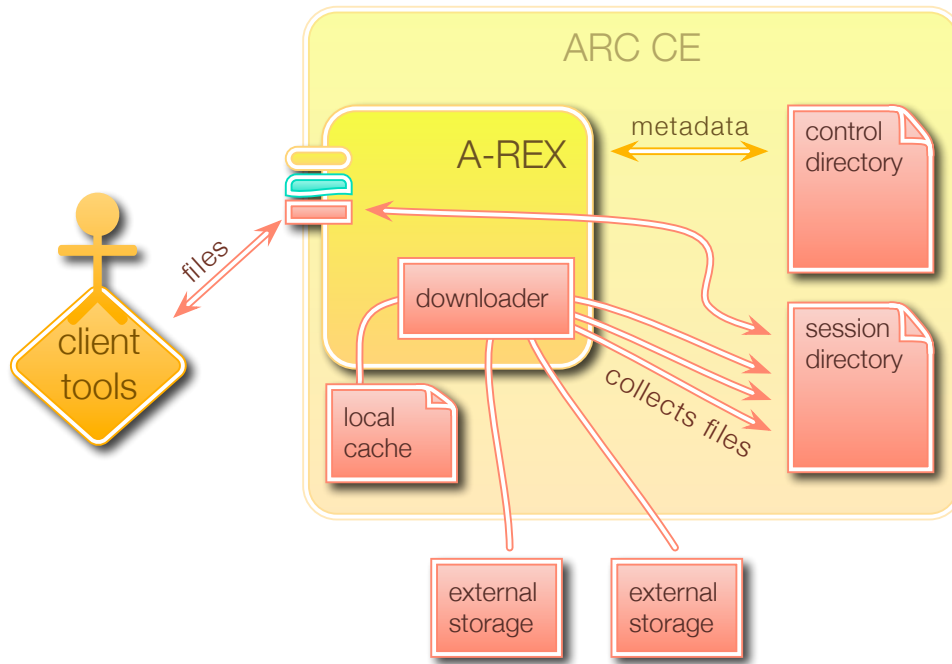 ARC CE
A-REX
metadata
control
directory
files
client
tools
downloader
session
directory
collects files
local
cache
external
storage
external
storage